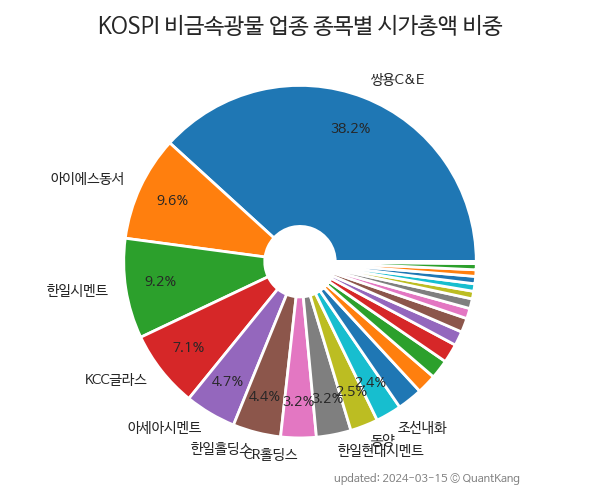 KOSPI 비금속광물 업종 종목별 시가총액 비중
쌍용C&E
38.2%
아이에스동서
9.6%
한일시멘트
9.2%
KCC글라스
7.1%
아세아시멘트
4.7%
한일홀딩스
4.4%
CR홀딩스
3.2%
한일현대시멘트
3.2%
동양
2.5%
조선내화
2.4%
updated: 2024-03-15 © QuantKang